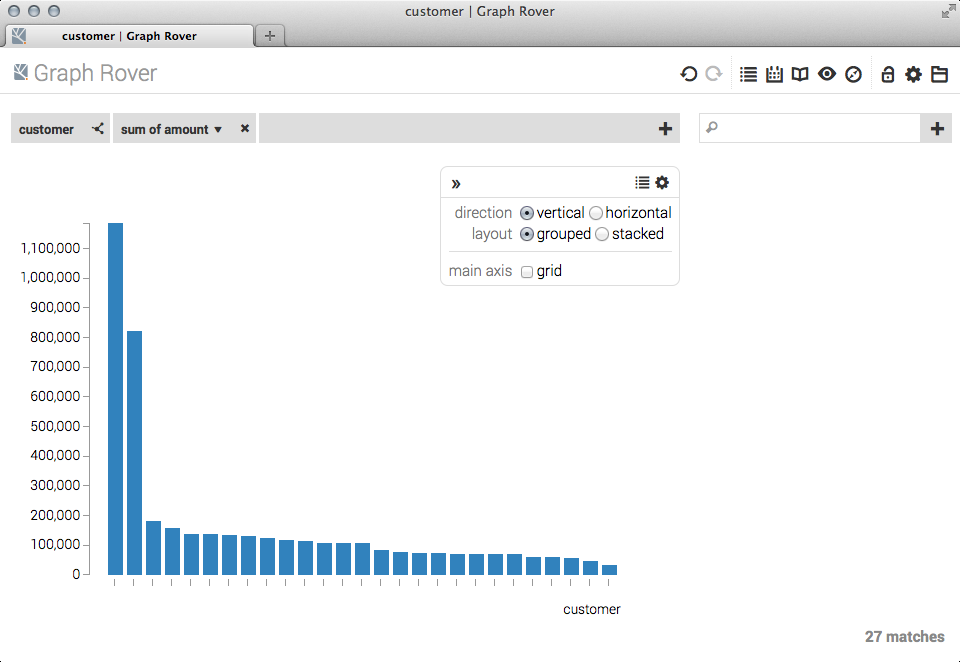 customer | Graph Rover
customer | Graph Rover
Graph Rover
customer sum of amount
direction vertical horizontal
layout grouped stacked
main axis grid
1,100,000
1,000,000
900,000
800,000
700,000
600,000
500,000
400,000
300,000
200,000
100,000
0
customer
27 matches